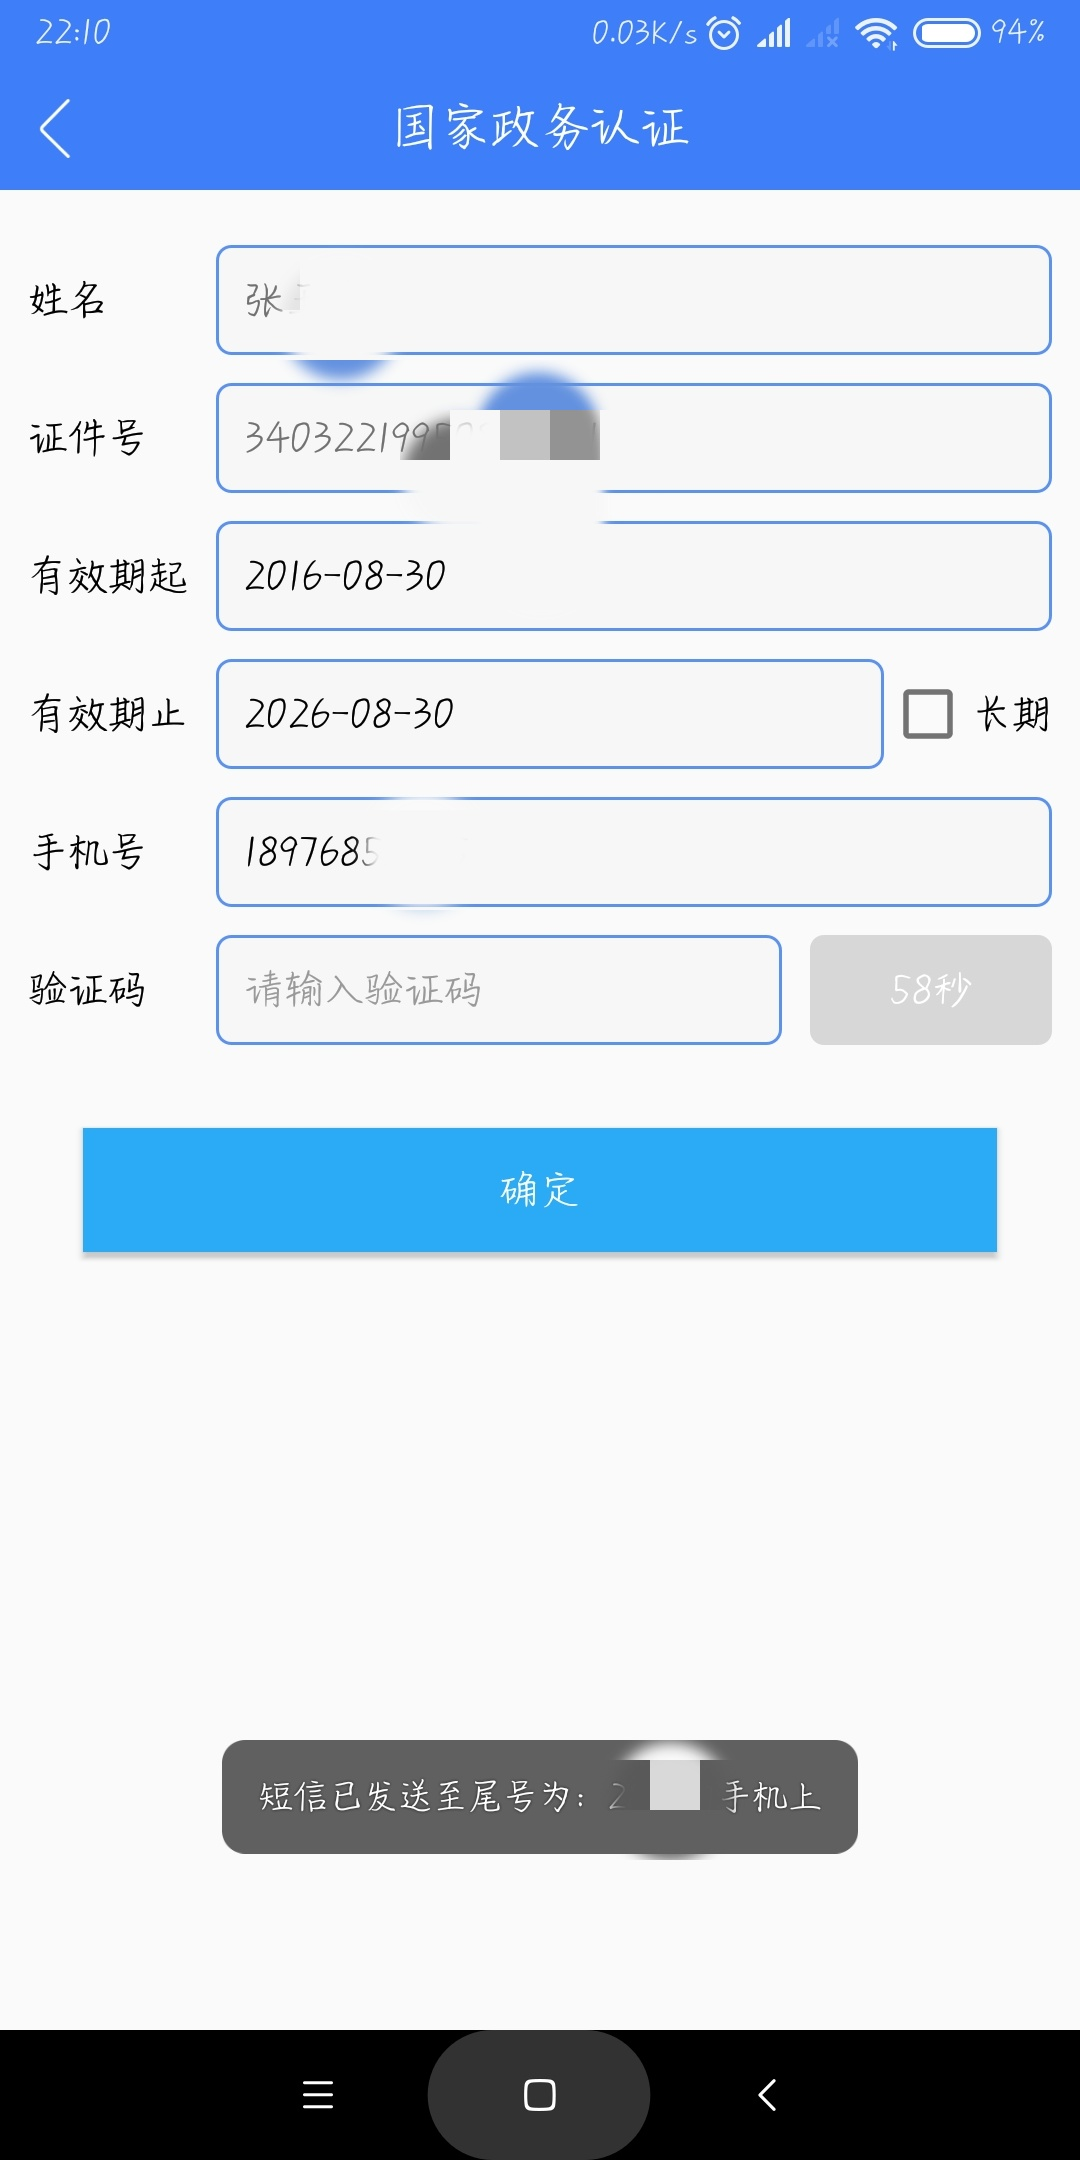 22:10 0.03K/s 94%
国家政务认证
姓名 张
证件号 340322199
有效期起 2016-08-30
有效期止 2026-08-30 长期
手机号 1897685
验证码 请输入验证码 58秒
确定
短信已发送至尾号为: 2 手机上